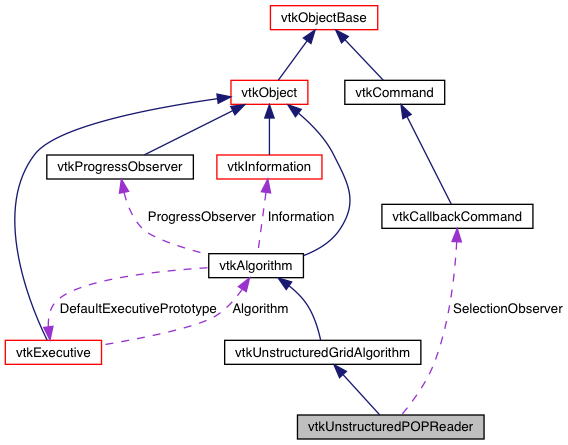 vtkObjectBase
vtkObject
vtkCommand
vtkProgressObserver
vtkInformation
ProgressObserver
Information
vtkCallbackCommand
vtkAlgorithm
DefaultExecutivePrototype
Algorithm
SelectionObserver
vtkExecutive
vtkUnstructuredGridAlgorithm
vtkUnstructuredPOPReader